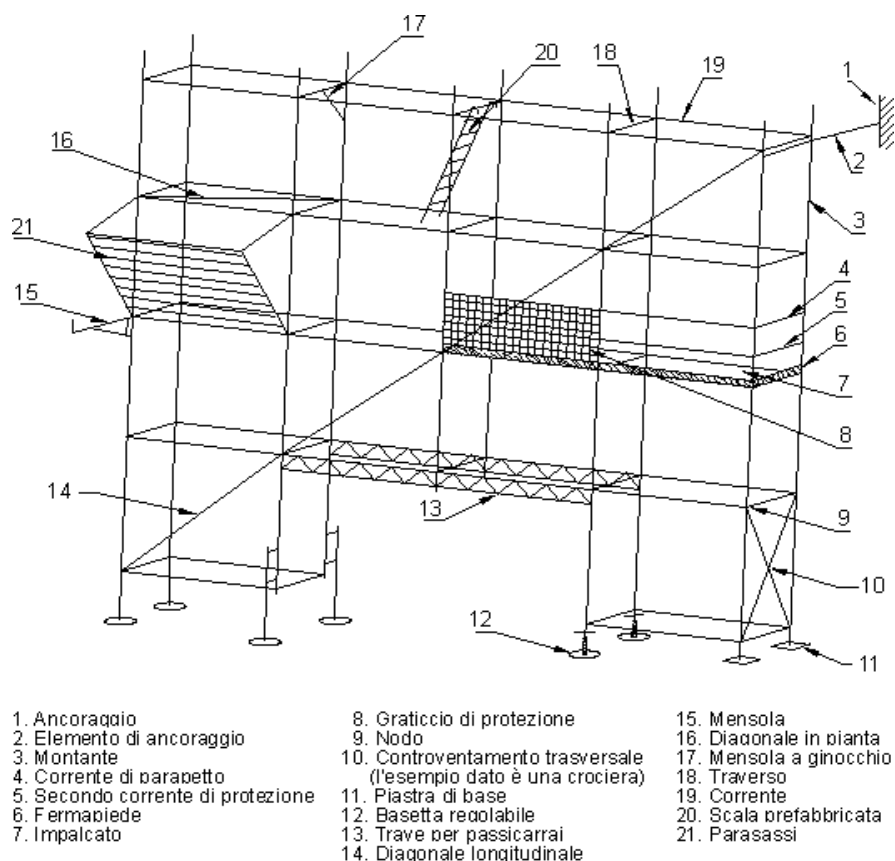 17
20
18
19
1
2
16
3
21
15
4
5
6
7
8
14
13
9
10
12
11
1. Ancoraggio
2. Elemento di ancoraggio
3. Montante
4. Corrente di parapetto
5. Secondo corrente di protezione
6. Fermapiede
7. Impalcato
8. Graticcio di protezione
9. Nodo
10. Controventamento trasversale
(l'esempio dato è una crociera)
11. Piastra di base
12. Basetta regolabile
13. Trave per passicarrai
14. Diagonale longitudinale
15. Mensola
16. Diagonale in pianta
17. Mensola a ginocchio
18. Traverso
19. Corrente
20. Scala prefabbricata
21. Parasassi